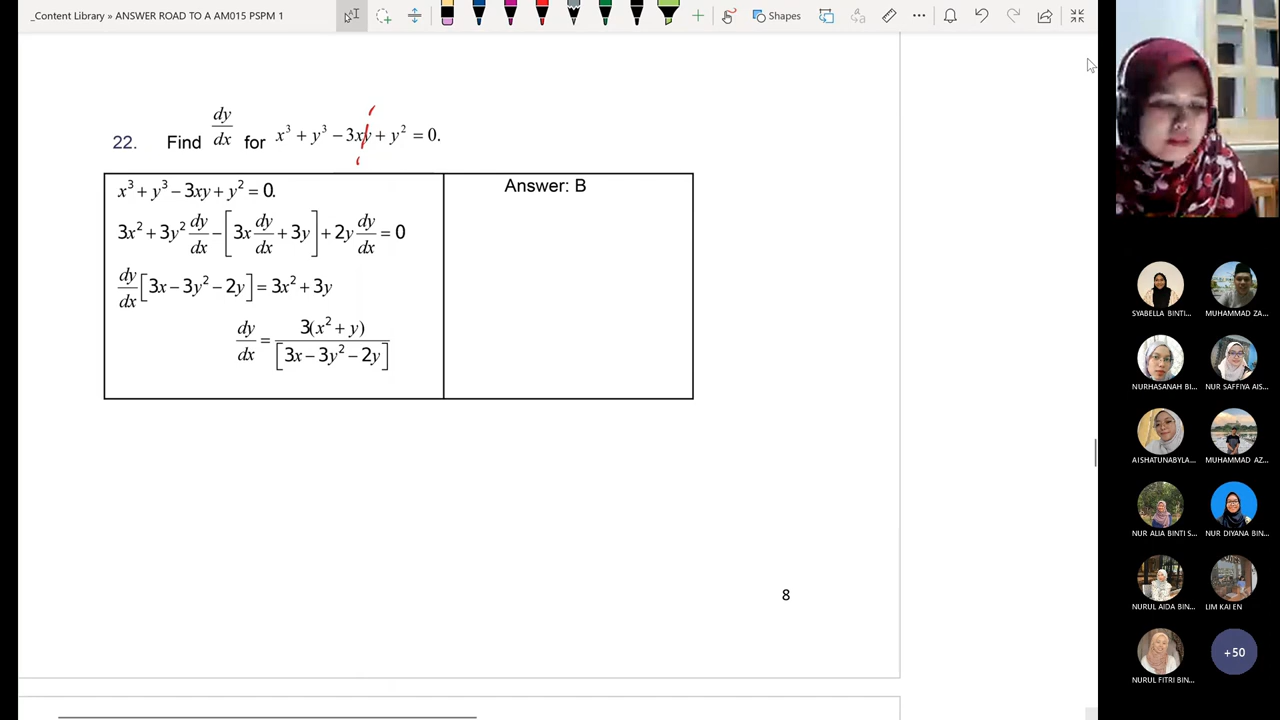 _Content Library » ANSWER ROAD TO A AM015 PSPM 1
Shapes
22. Find dy/dx for x³ + y³ − 3xy + y² = 0.
x³ + y³ − 3xy + y² = 0.
3x² + 3y² dy/dx − [3x dy/dx + 3y] + 2y dy/dx = 0
dy/dx [3x − 3y² − 2y] = 3x² + 3y
dy/dx = 3(x² + y) / [3x − 3y² − 2y]
Answer: B
8
SYABELLA BINTI...
MUHAMMAD ZA...
NURHASANAH BI...
NUR SAFFIYA AIS...
AISHATUNABYLA...
MUHAMMAD AZ...
NUR ALIA BINTI S...
NUR DIYANA BIN...
NURUL AIDA BIN...
LIM KAI EN
NURUL FITRI BIN...
+50